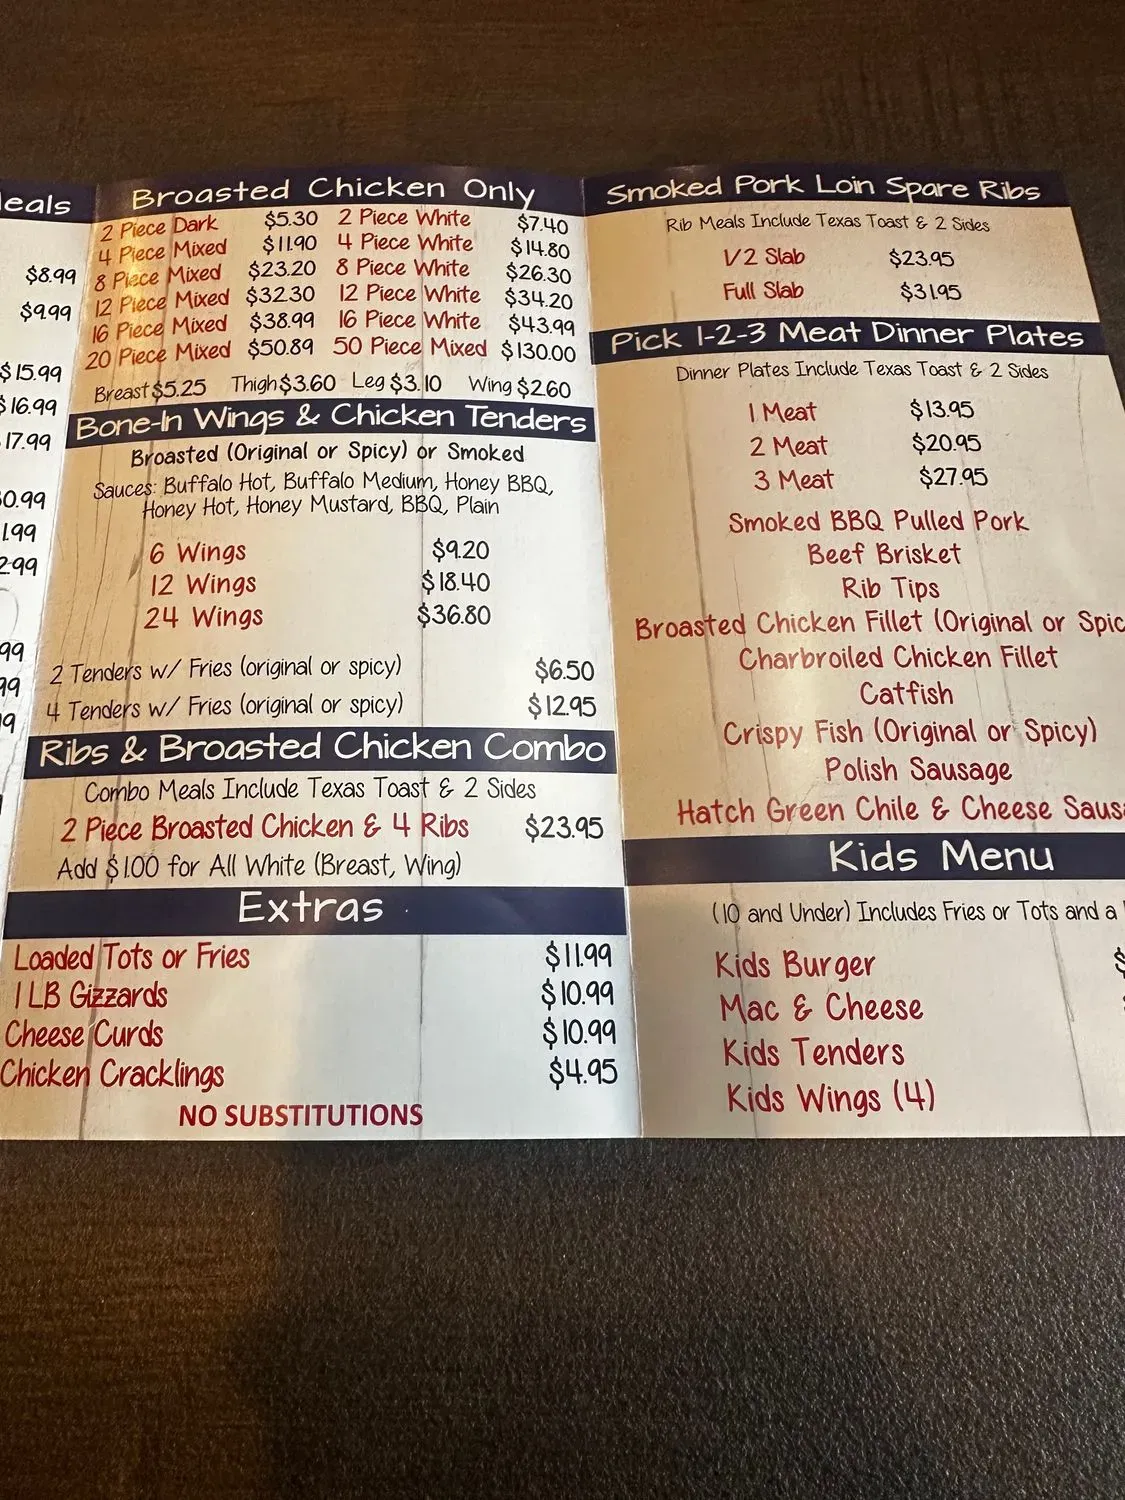 $8.99
$9.99
$15.99
$16.99
17.99
Broasted Chicken Only
2 Piece Dark $5.30 2 Piece White $7.40
4 Piece Mixed $11.90 4 Piece White $14.80
8 Piece Mixed $23.20 8 Piece White $26.30
12 Piece Mixed $32.30 12 Piece White $34.20
16 Piece Mixed $38.99 16 Piece White $43.99
20 Piece Mixed $50.89 50 Piece Mixed $130.00
Breast $5.25 Thigh $3.60 Leg $3.10 Wing $2.60
Bone-In Wings & Chicken Tenders
Broasted (Original or Spicy) or Smoked
Sauces: Buffalo Hot, Buffalo Medium, Honey BBQ,
Honey Hot, Honey Mustard, BBQ, Plain
6 Wings $9.20
12 Wings $18.40
24 Wings $36.80
2 Tenders w/ Fries (original or spicy) $6.50
4 Tenders w/ Fries (original or spicy) $12.95
Ribs & Broasted Chicken Combo
Combo Meals Include Texas Toast & 2 Sides
2 Piece Broasted Chicken & 4 Ribs $23.95
Add $1.00 for All White (Breast, Wing)
Extras
Loaded Tots or Fries $11.99
1 LB Gizzards $10.99
Cheese Curds $10.99
Chicken Cracklings $4.95
NO SUBSTITUTIONS
Smoked Pork Loin Spare Ribs
Rib Meals Include Texas Toast & 2 Sides
1/2 Slab $23.95
Full Slab $31.95
Pick 1-2-3 Meat Dinner Plates
Dinner Plates Include Texas Toast & 2 Sides
1 Meat $13.95
2 Meat $20.95
3 Meat $27.95
Smoked BBQ Pulled Pork
Beef Brisket
Rib Tips
Broasted Chicken Fillet (Original or Spic
Charbroiled Chicken Fillet
Catfish
Crispy Fish (Original or Spicy)
Polish Sausage
Hatch Green Chile & Cheese Saus
Kids Menu
(10 and Under) Includes Fries or Tots and a
Kids Burger
Mac & Cheese
Kids Tenders
Kids Wings (4)